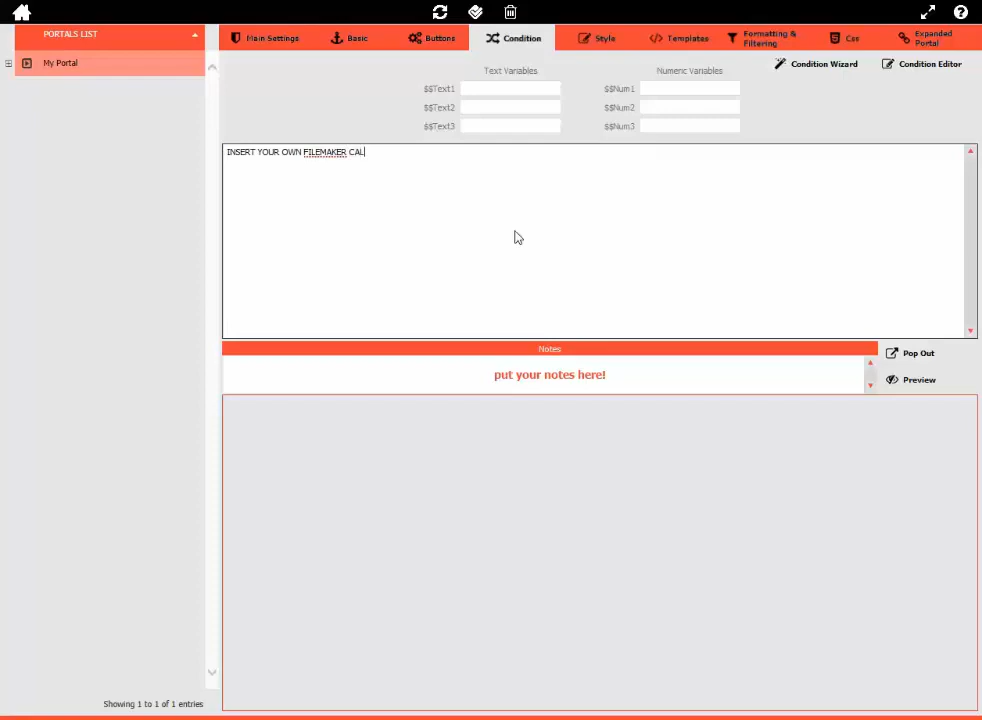 PORTALS LIST
Main Settings
Basic
Buttons
Condition
Style
Templates
Formatting &
Filtering
Css
Expanded
Portal
My Portal
Text Variables
Numeric Variables
Condition Wizard
Condition Editor
$$Text1
$$Num1
$$Text2
$$Num2
$$Text3
$$Num3
INSERT YOUR OWN FILEMAKER CAL
Notes
Pop Out
put your notes here!
Preview
Showing 1 to 1 of 1 entries